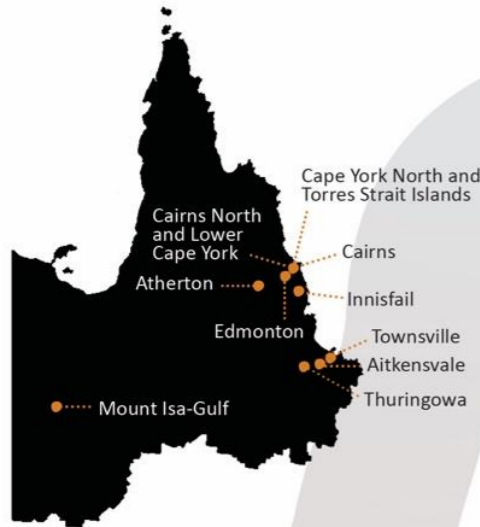 Cape York North and
Torres Strait Islands
Cairns North
and Lower
Cape York
Cairns
Atherton
Innisfail
Edmonton
Townsville
Aitkensvale
Thuringowa
Mount Isa-Gulf